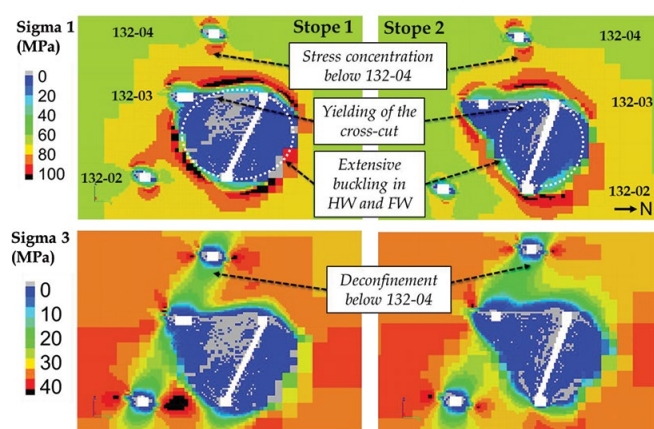 Sigma 1
(MPa)
0
20
40
60
80
100
Stope 1
Stope 2
132-04
132-03
132-02
Stress concentration
below 132-04
Yielding of the
cross-cut
Extensive
buckling in
HW and FW
132-04
132-03
132-02
N
Sigma 3
(MPa)
0
10
20
30
40
Deconfinement
below 132-04